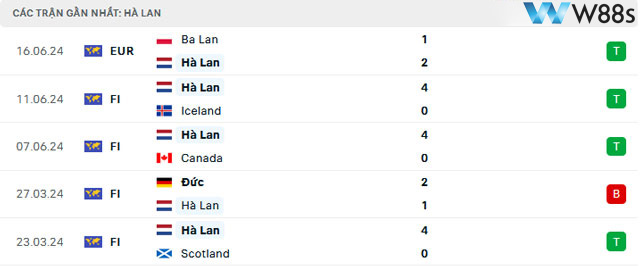 CÁC TRẬN GẦN NHẤT: HÀ LAN
W88s
16.06.24 EUR Ba Lan 1 T
Hà Lan 2
11.06.24 FI Hà Lan 4 T
Iceland 0
07.06.24 FI Hà Lan 4 T
Canada 0
27.03.24 FI Đức 2 B
Hà Lan 1
23.03.24 FI Hà Lan 4 T
Scotland 0